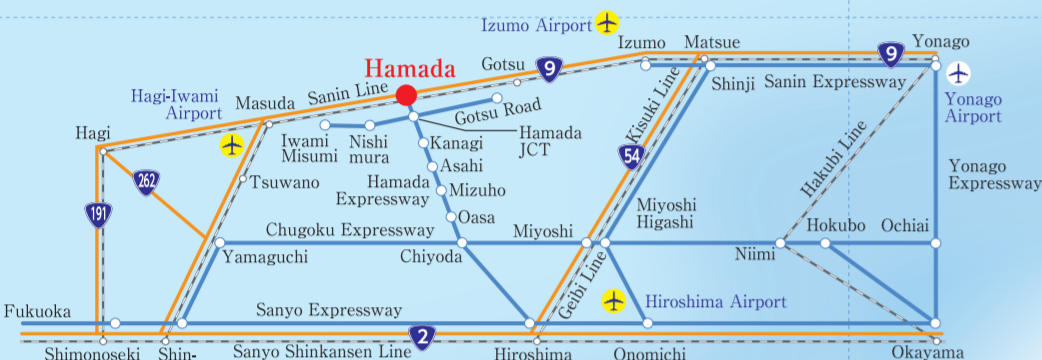 Izumo Airport
Izumo
Matsue
9
Yonago
Hamada
Gotsu
9
Shinji
Sanin Expressway
Yonago
Airport
Hagi-Iwami
Airport
Masuda
Sanin Line
Gotsu Road
Kisuki Line
Hagi
Iwami
Misumi
Nishi
mura
Hamada
JCT
Kanagi
54
Hakubi Line
Yonago
Expressway
262
Tsuwano
Asahi
Hamada
Expressway
Mizuho
191
Oasa
Miyoshi
Higashi
Chugoku Expressway
Miyoshi
Hokubo
Ochiai
Yamaguchi
Chiyoda
Niimi
Geibi Line
Fukuoka
Sanyo Expressway
Hiroshima Airport
2
Shimonoseki
Shin-
Sanyo Shinkansen Line
Hiroshima
Onomichi
Okayama